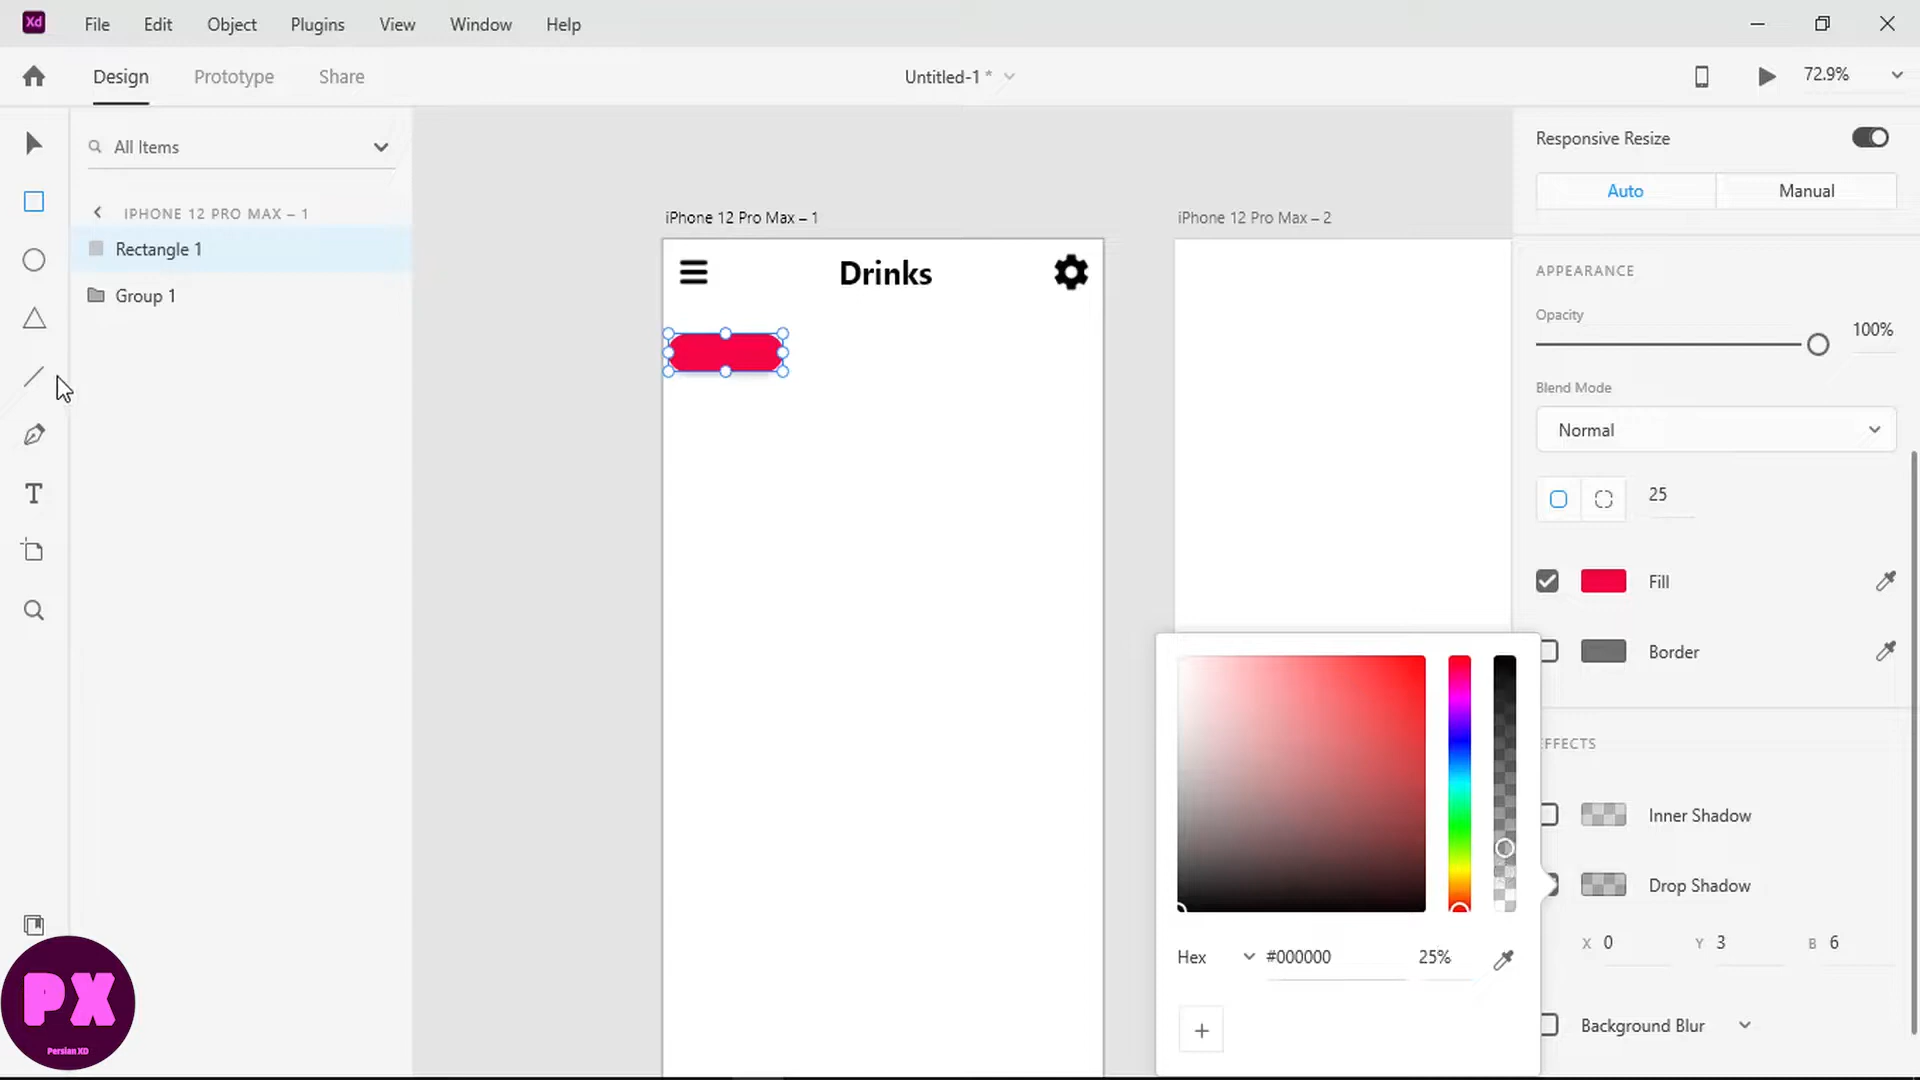 Xd File Edit Object Plugins View Window Help
Design Prototype Share Untitled-1 * 72.9%
All Items
IPHONE 12 PRO MAX – 1
Rectangle 1
Group 1
iPhone 12 Pro Max – 1
Drinks
iPhone 12 Pro Max – 2
Responsive Resize
Auto Manual
APPEARANCE
Opacity
100%
Blend Mode
Normal
25
Fill
Border
EFFECTS
Inner Shadow
Drop Shadow
X 0 Y 3 B 6
Background Blur
Hex #000000 25%
+
T
PX
Persian XD